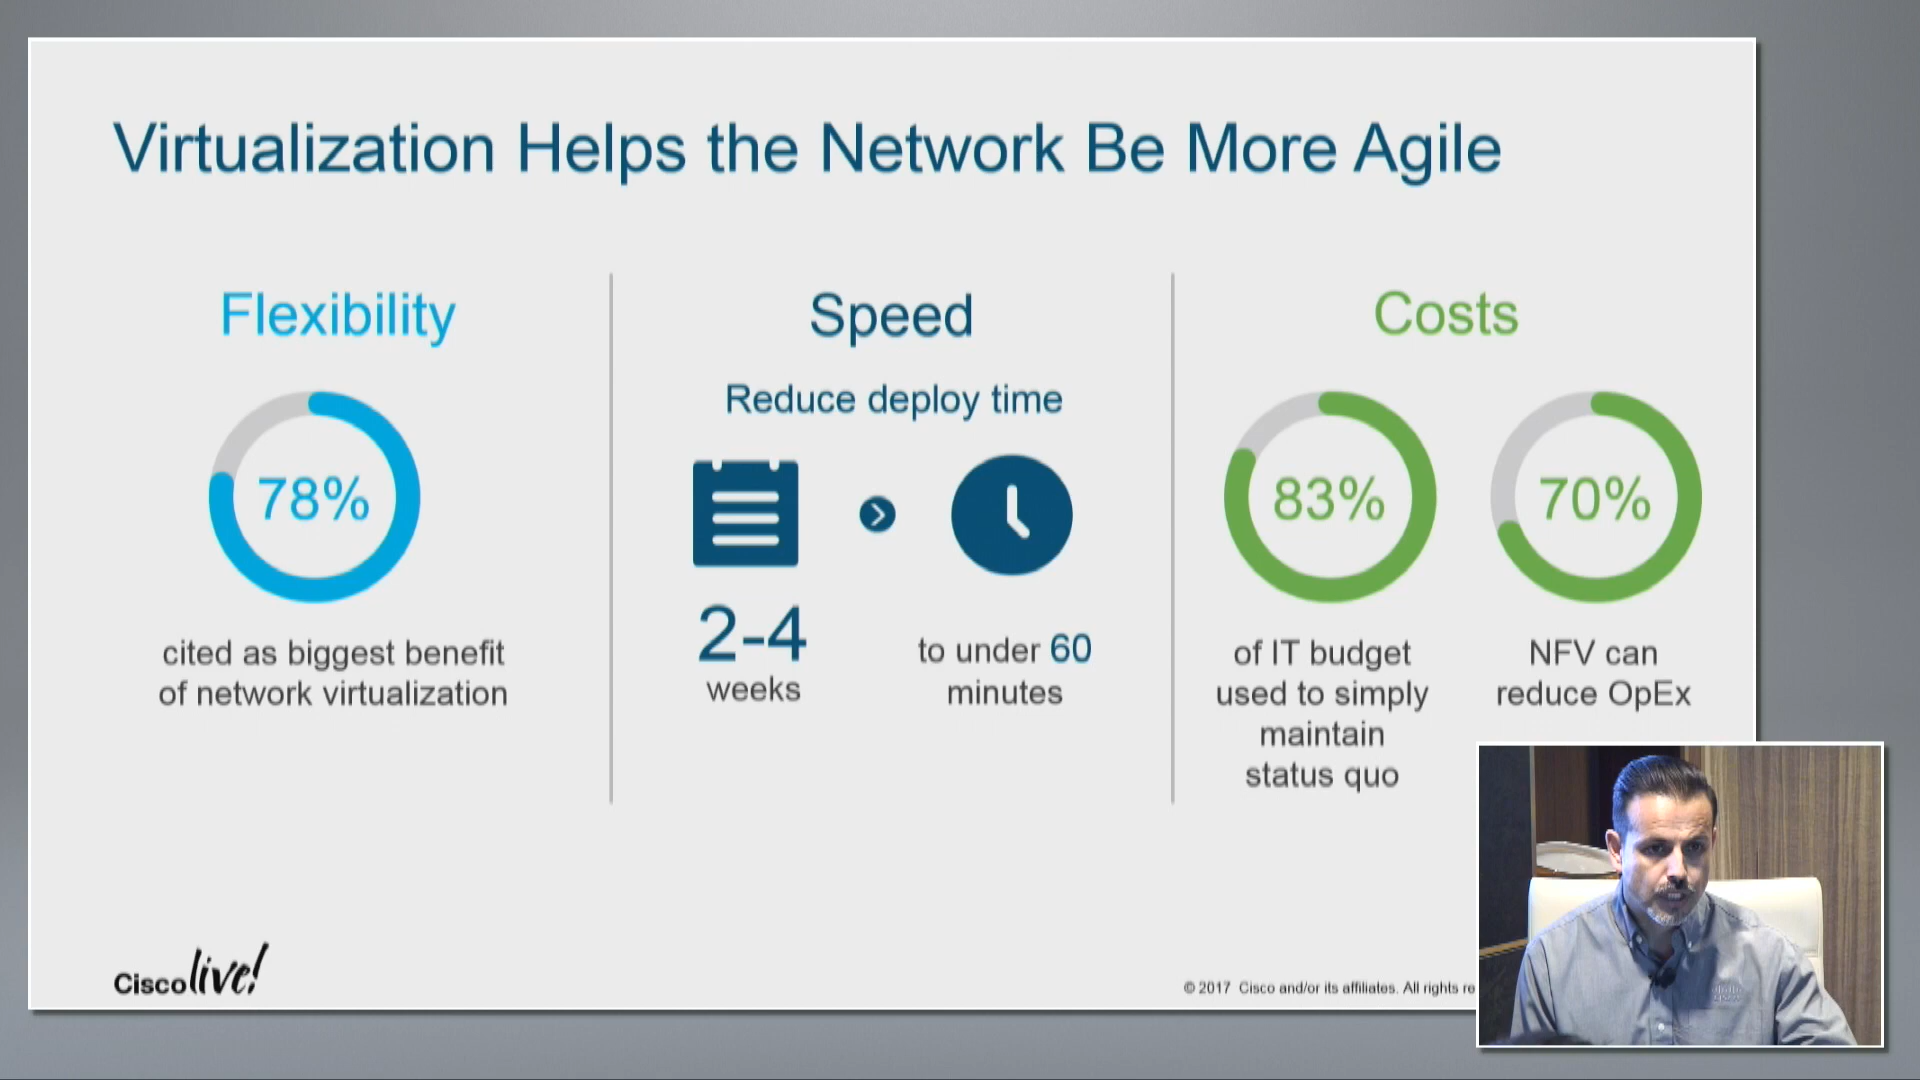 Virtualization Helps the Network Be More Agile
Flexibility
78%
cited as biggest benefit
of network virtualization
Speed
Reduce deploy time
2-4
weeks
to under 60
minutes
Costs
83%
of IT budget
used to simply
maintain
status quo
70%
NFV can
reduce OpEx
Cisco live!
© 2017 Cisco and/or its affiliates. All rights re
cisco